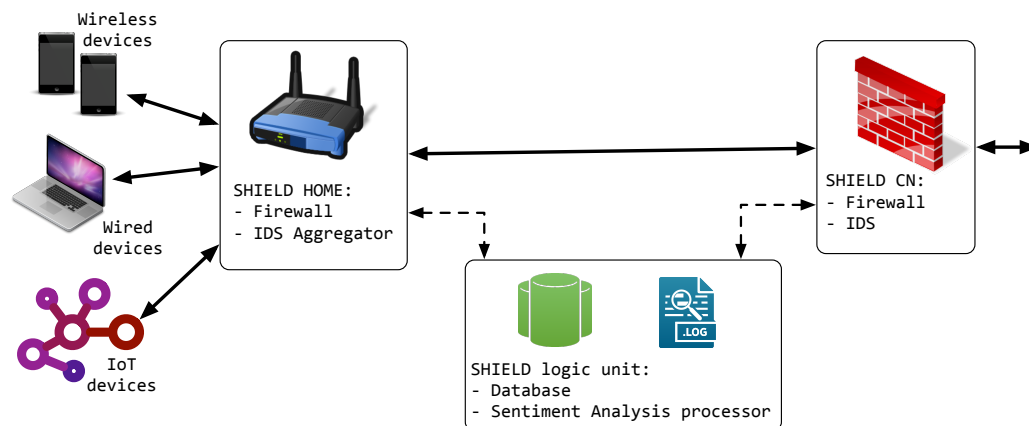 Wireless
devices
Wired
devices
IoT
devices
SHIELD HOME:
- Firewall
- IDS Aggregator
SHIELD CN:
- Firewall
- IDS
.LOG
SHIELD logic unit:
- Database
- Sentiment Analysis processor